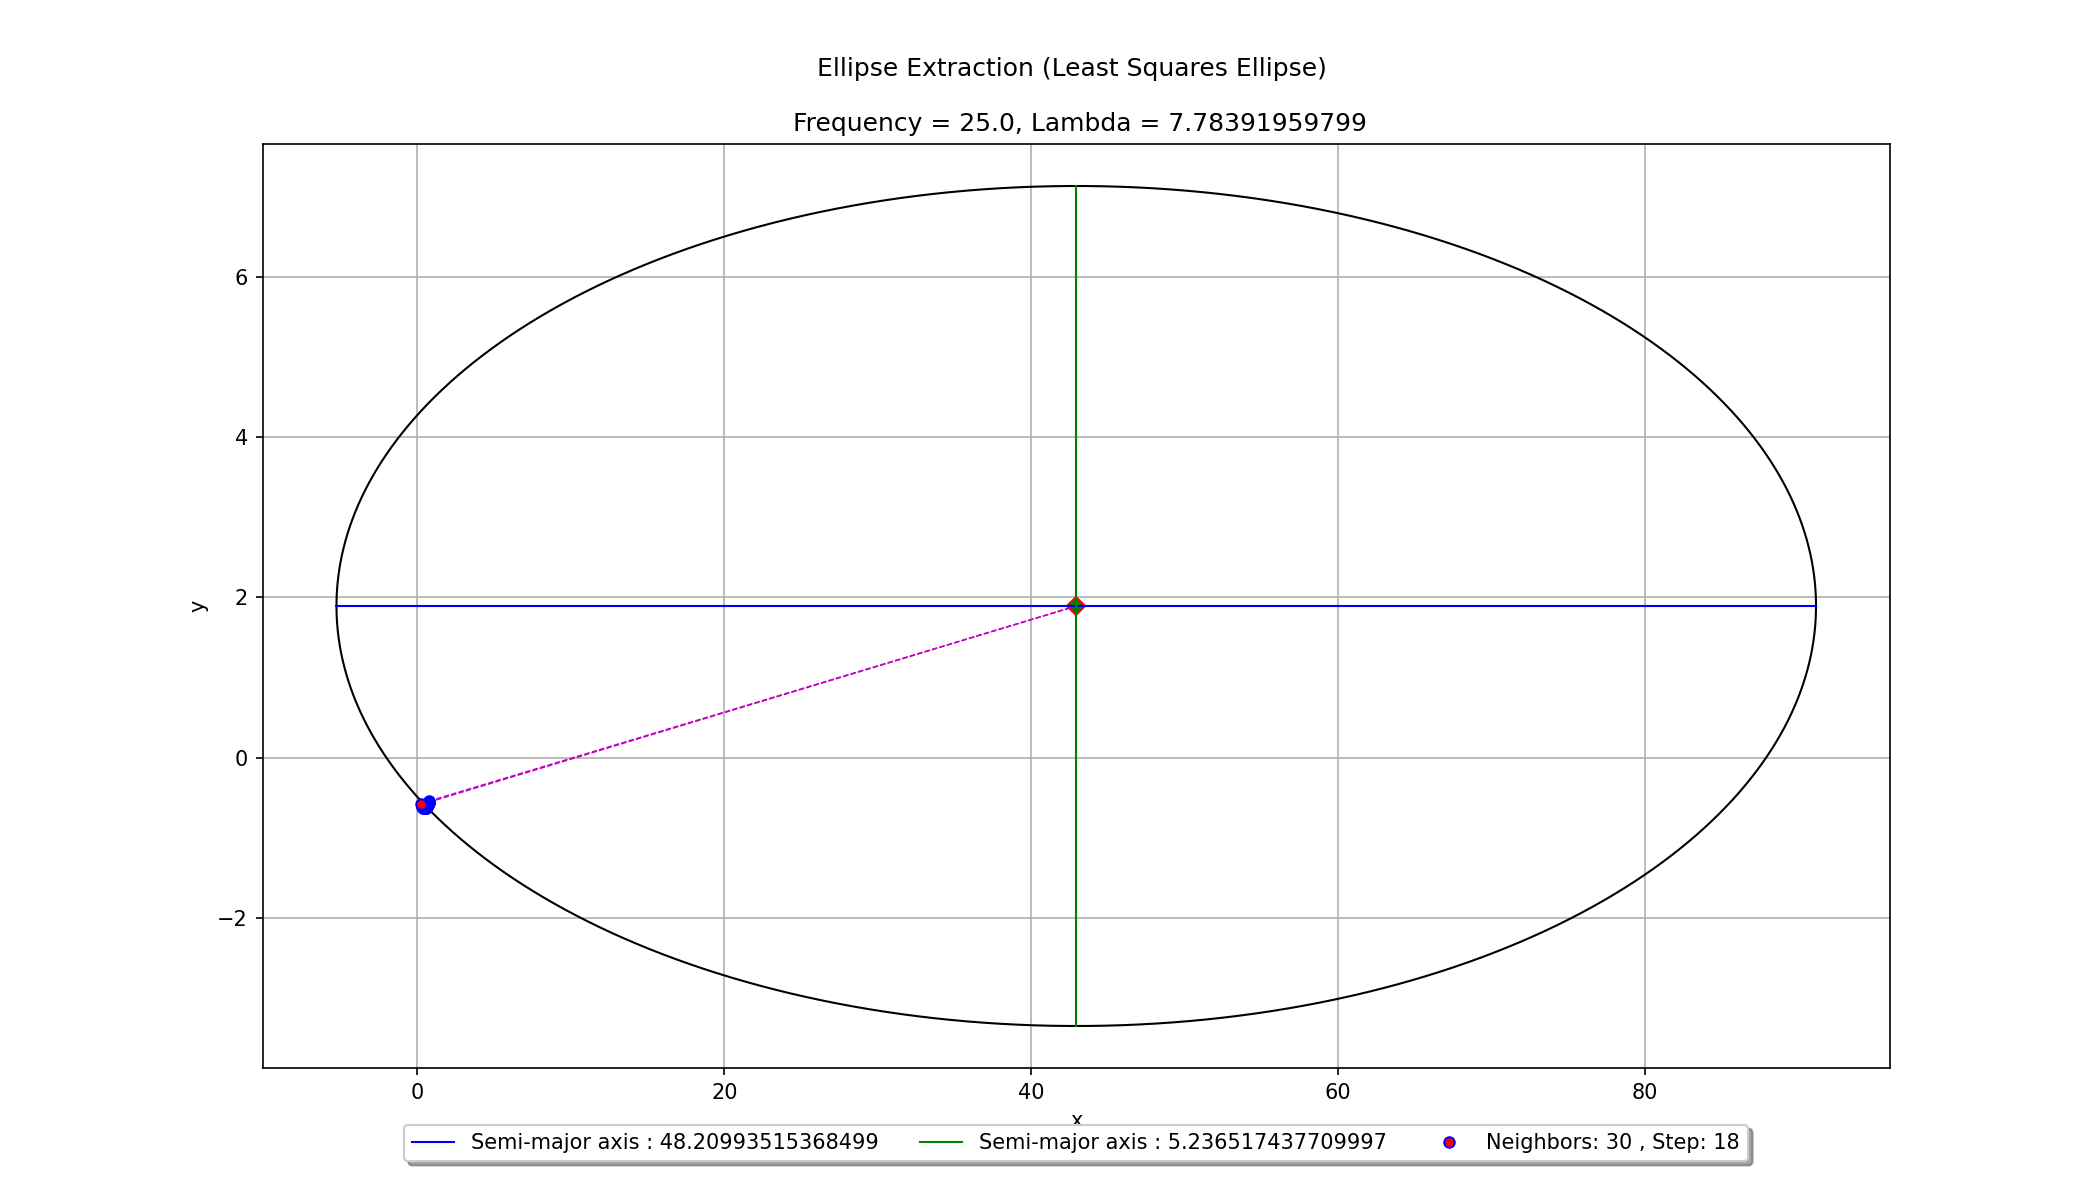 Ellipse Extraction (Least Squares Ellipse)
Frequency = 25.0, Lambda = 7.78391959799
6
4
2
0
−2
y
0 20 40 60 80
x
Semi-major axis : 48.20993515368499 Semi-major axis : 5.236517437709997 Neighbors: 30 , Step: 18